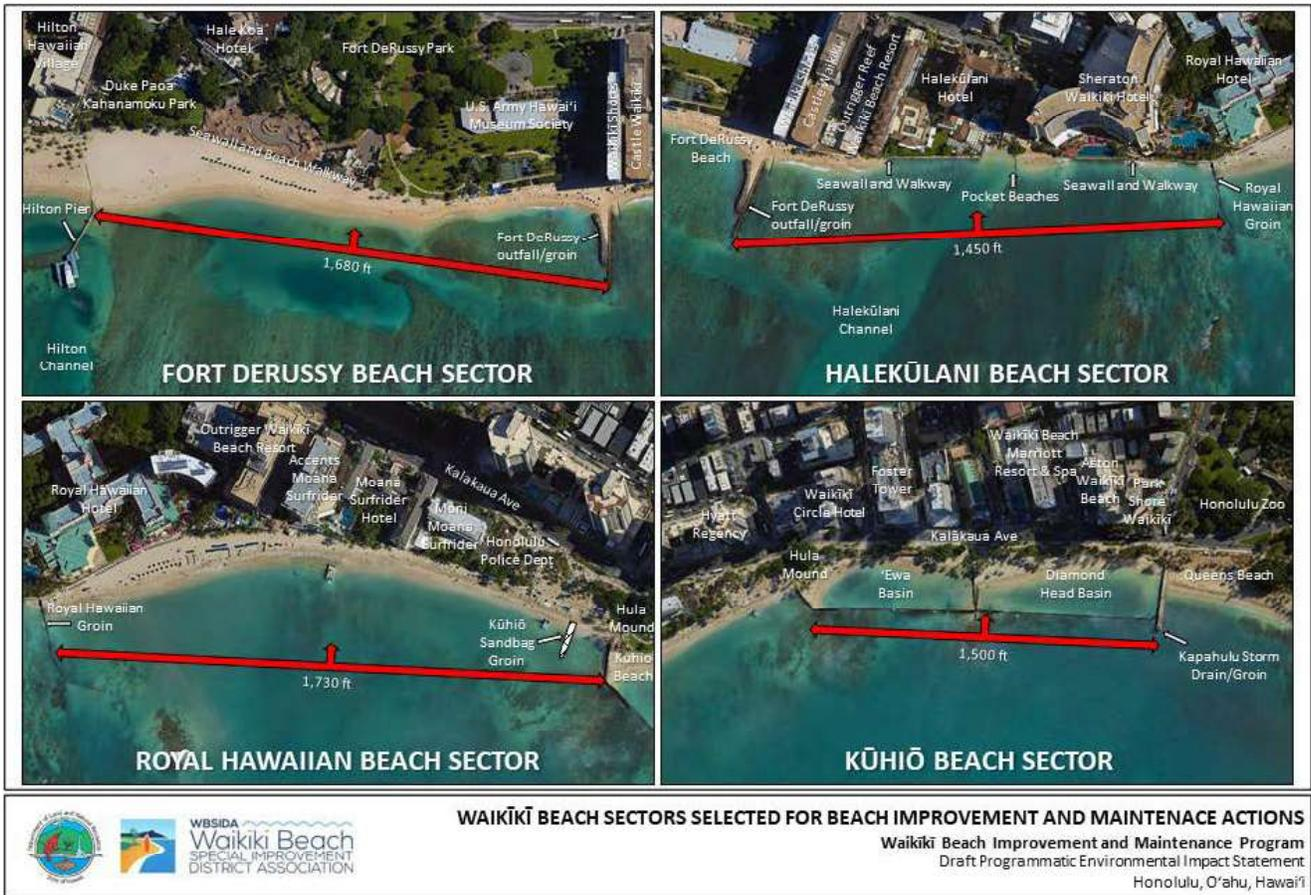 Hilton
Hawaiian
Village
Hale Koa
Hotel
Fort DeRussy Park
Duke Paoa
Kahanamoku Park
U.S. Army Hawai'i
Museum Society
Waikiki Shore
Castle Waikiki
Seawall and Beach Walkway
Hilton Pier
Fort DeRussy
outfall/groin
1,680 ft
Hilton
Channel
FORT DERUSSY BEACH SECTOR
Waikiki Shore
Castle Waikiki
Outrigger Reef
Waikiki Beach Resort
Halekūlani
Hotel
Sheraton
Waikiki Hotel
Royal Hawaiian
Hotel
Fort DeRussy
Beach
Seawall and Walkway
Pocket Beaches
Seawall and Walkway
Royal
Hawaiian
Groin
Fort DeRussy
outfall/groin
1,450 ft
Halekūlani
Channel
HALEKŪLANI BEACH SECTOR
Outrigger Waikīkī
Beach Resort
Accents
Moana
Surfrider
Moana
Surfrider
Hotel
Kalākaua Ave
Royal Hawaiian
Hotel
Moni
Moana
Surfrider
Honolulu
Police Dept
Royal Hawaiian
Groin
Kūhiō
Sandbag
Groin
Hula
Mound
Kūhiō
Beach
1,730 ft
ROYAL HAWAIIAN BEACH SECTOR
Hyatt
Regency
Waikīkī
Circle Hotel
Foster
Tower
Waikīkī Beach
Marriott
Resort & Spa
Aston
Waikīkī
Beach
Park
Shore
Waikīkī
Honolulu Zoo
Kalākaua Ave
Hula
Mound
'Ewa
Basin
Diamond
Head Basin
Queens Beach
1,500 ft
Kapahulu Storm
Drain/Groin
KŪHIŌ BEACH SECTOR
WBSIDA
Waikiki Beach
SPECIAL IMPROVEMENT
DISTRICT ASSOCIATION
WAIKĪKĪ BEACH SECTORS SELECTED FOR BEACH IMPROVEMENT AND MAINTENACE ACTIONS
Waikīkī Beach Improvement and Maintenance Program
Draft Programmatic Environmental Impact Statement
Honolulu, O'ahu, Hawai'i